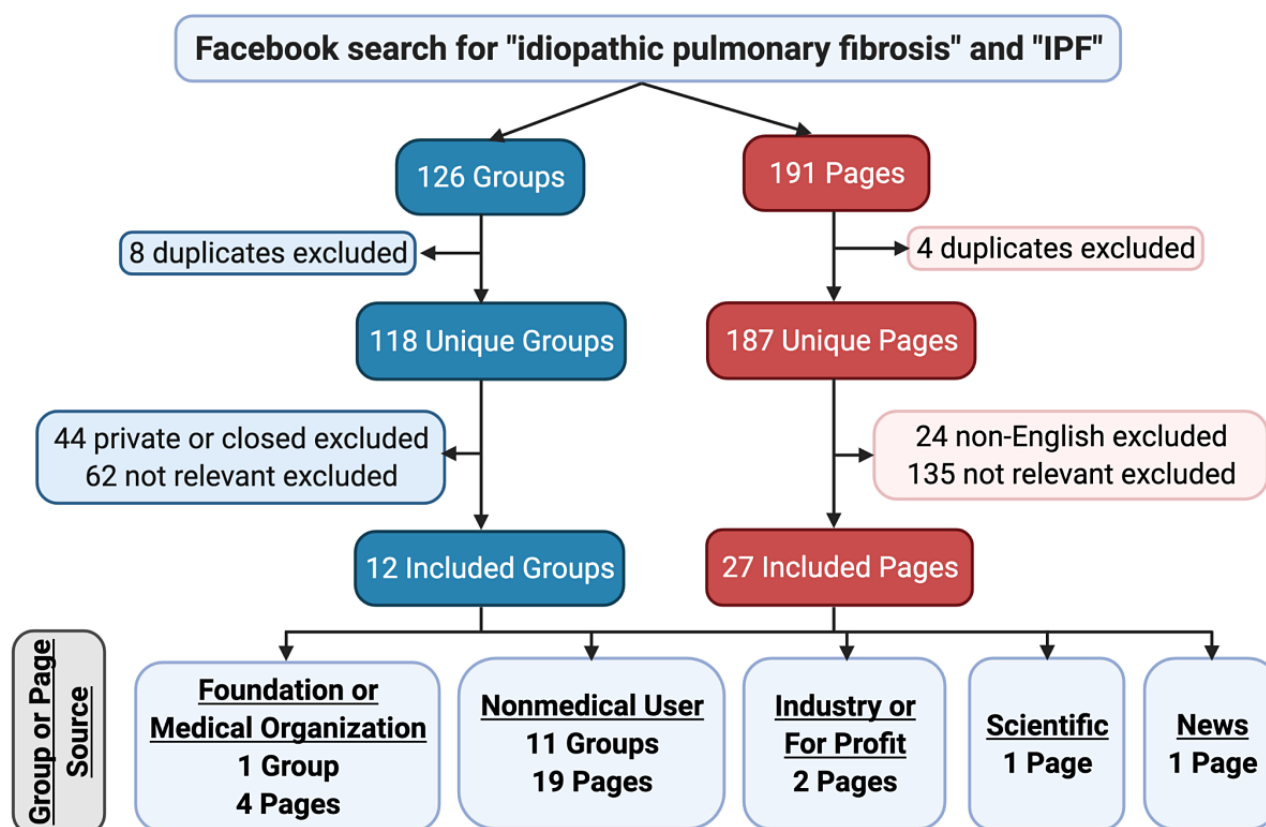 Facebook search for "idiopathic pulmonary fibrosis" and "IPF"
126 Groups
191 Pages
8 duplicates excluded
4 duplicates excluded
118 Unique Groups
187 Unique Pages
44 private or closed excluded
62 not relevant excluded
24 non-English excluded
135 not relevant excluded
12 Included Groups
27 Included Pages
Group or Page
Source
Foundation or
Medical Organization
1 Group
4 Pages
Nonmedical User
11 Groups
19 Pages
Industry or
For Profit
2 Pages
Scientific
1 Page
News
1 Page